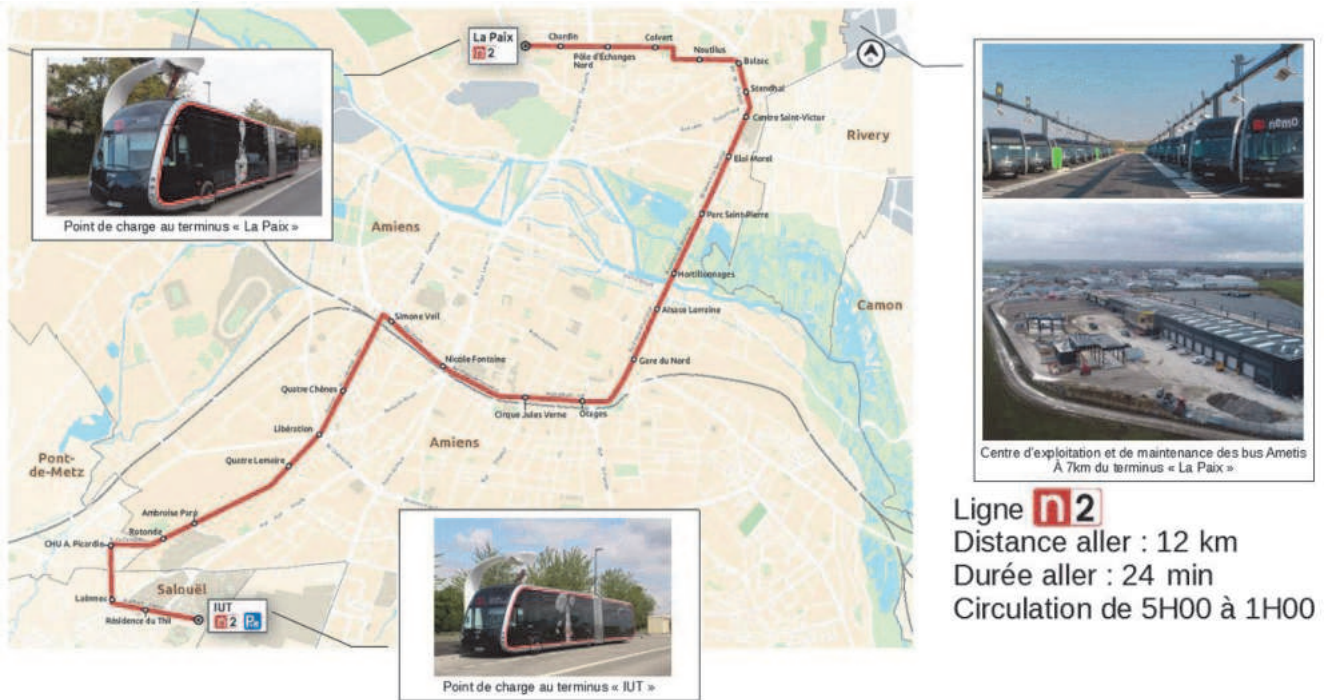 La Paix
n 2
Chardin
Pôle d'Echanges
Nord
Colvert
Nautilus
Balzac
Stendhal
Centre Saint-Victor
Rivery
Eloi Morel
Parc Saint-Pierre
Amiens
Hortillonnages
Camon
Alsace Lorraine
Simone Veil
Gare du Nord
Nicole Fontaine
Quatre Chênes
Cirque Jules Verne
Otages
Libération
Amiens
Pont-
de-Metz
Quatre Lemaire
Ambroise Paré
Rotonde
CHU A. Picardie
Salouël
Résidence du Thil
IUT
n 2 P+R
Point de charge au terminus « La Paix »
Point de charge au terminus « IUT »
nemo
Centre d'exploitation et de maintenance des bus Ametis
À 7km du terminus « La Paix »
Ligne n 2
Distance aller : 12 km
Durée aller : 24 min
Circulation de 5H00 à 1H00